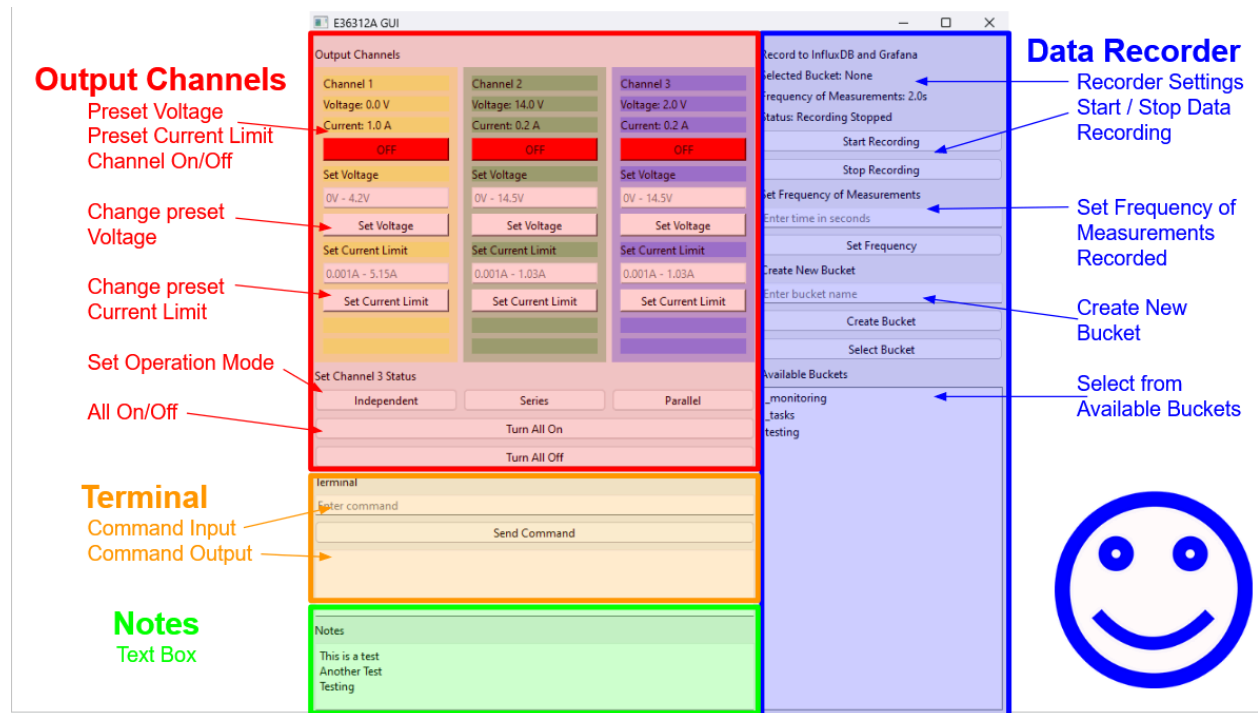 E36312A GUI
Output Channels
Preset Voltage
Preset Current Limit
Channel On/Off
Change preset
Voltage
Change preset
Current Limit
Set Operation Mode
All On/Off
Terminal
Command Input
Command Output
Notes
Text Box
Output Channels
Channel 1
Voltage: 0.0 V
Current: 1.0 A
OFF
Set Voltage
0V - 4.2V
Set Voltage
Set Current Limit
0.001A - 5.15A
Set Current Limit
Channel 2
Voltage: 14.0 V
Current: 0.2 A
OFF
Set Voltage
0V - 14.5V
Set Voltage
Set Current Limit
0.001A - 1.03A
Set Current Limit
Channel 3
Voltage: 2.0 V
Current: 0.2 A
OFF
Set Voltage
0V - 14.5V
Set Voltage
Set Current Limit
0.001A - 1.03A
Set Current Limit
Set Channel 3 Status
Independent
Series
Parallel
Turn All On
Turn All Off
Terminal
Enter command
Send Command
Notes
This is a test
Another Test
Testing
Record to InfluxDB and Grafana
Selected Bucket: None
Frequency of Measurements: 2.0s
Status: Recording Stopped
Start Recording
Stop Recording
Set Frequency of Measurements
Enter time in seconds
Set Frequency
Create New Bucket
Enter bucket name
Create Bucket
Select Bucket
Available Buckets
_monitoring
_tasks
testing
Data Recorder
Recorder Settings
Start / Stop Data
Recording
Set Frequency of
Measurements
Recorded
Create New
Bucket
Select from
Available Buckets